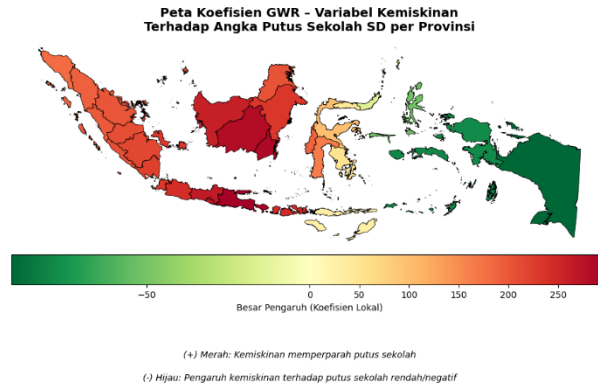 Peta Koefisien GWR – Variabel Kemiskinan
Terhadap Angka Putus Sekolah SD per Provinsi
−50 0 50 100 150 200 250
Besar Pengaruh (Koefisien Lokal)
(+) Merah: Kemiskinan memperparah putus sekolah
(-) Hijau: Pengaruh kemiskinan terhadap putus sekolah rendah/negatif